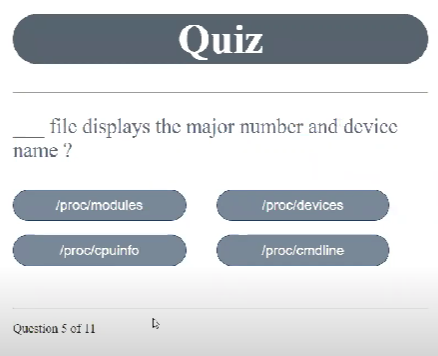 Quiz
___ file displays the major number and device
name ?
/proc/modules
/proc/devices
/proc/cpuinfo
/proc/cmdline
Question 5 of 11